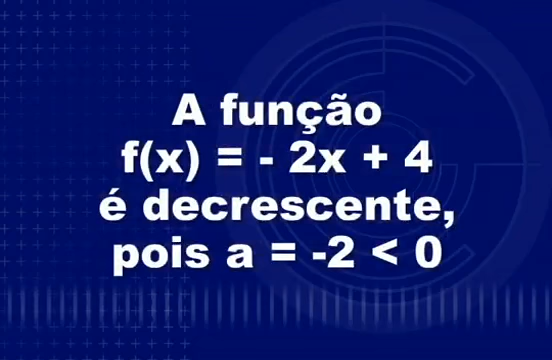 A função
f(x) = - 2x + 4
é decrescente,
pois a = -2 < 0